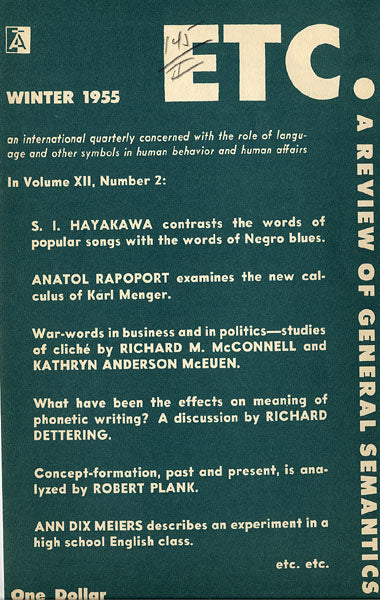 Ā
145
ETC.
WINTER 1955
A REVIEW OF GENERAL SEMANTICS
an international quarterly concerned with the role of langu-
age and other symbols in human behavior and human affairs
In Volume XII, Number 2:
S. I. HAYAKAWA contrasts the words of
popular songs with the words of Negro blues.
ANATOL RAPOPORT examines the new cal-
culus of Karl Menger.
War-words in business and in politics—studies
of cliché by RICHARD M. McCONNELL and
KATHRYN ANDERSON McEUEN.
What have been the effects on meaning of
phonetic writing? A discussion by RICHARD
DETTERING.
Concept-formation, past and present, is ana-
lyzed by ROBERT PLANK.
ANN DIX MEIERS describes an experiment in a
high school English class.
etc. etc.
One Dollar